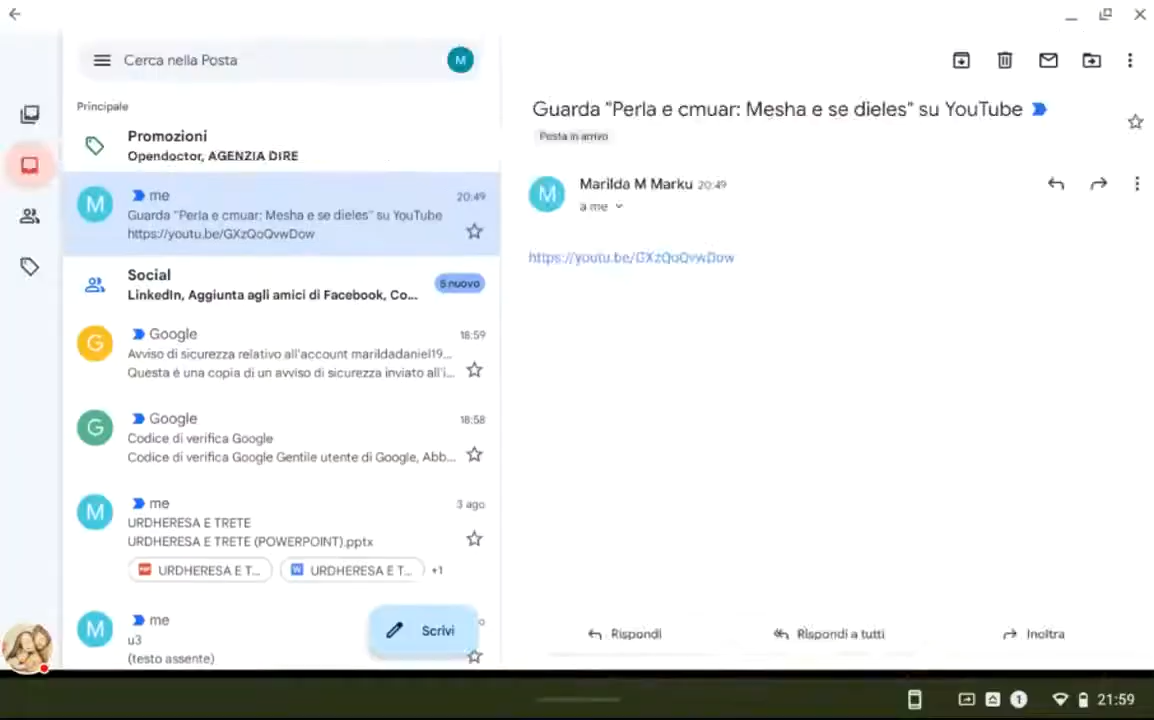 Cerca nella Posta
M
Principale
Promozioni
Opendoctor, AGENZIA DIRE
M
me
20:49
Guarda "Perla e cmuar: Mesha e se dieles" su YouTube
https://youtu.be/GXzQoQvwDow
Social
LinkedIn, Aggiunta agli amici di Facebook, Co...
5 nuovo
G
Google
18:59
Avviso di sicurezza relativo all'account marildadaniel19...
Questa è una copia di un avviso di sicurezza inviato all'i...
G
Google
18:58
Codice di verifica Google
Codice di verifica Google Gentile utente di Google, Abb...
M
me
3 ago
URDHERESA E TRETE
URDHERESA E TRETE (POWERPOINT).pptx
PDF
URDHERESA E T...
W
URDHERESA E T...
+1
M
me
u3
(testo assente)
Scrivi
Guarda "Perla e cmuar: Mesha e se dieles" su YouTube
Posta in arrivo
M
Marilda M Marku 20:49
a me
https://youtu.be/GXzQoQvwDow
Rispondi
Rispondi a tutti
Inoltra
1
21:59